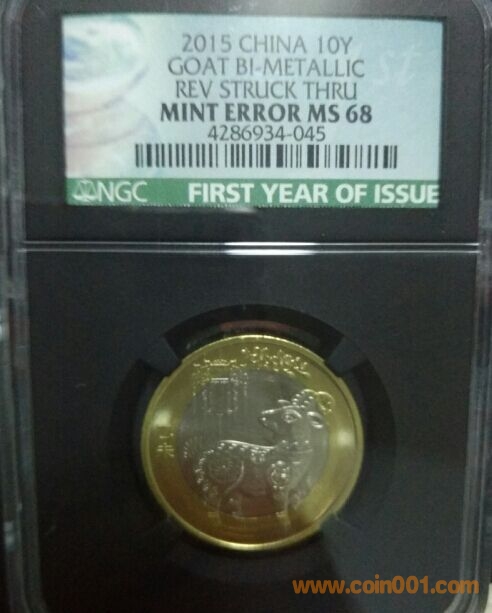 2015 CHINA 10Y
GOAT BI-METALLIC
REV STRUCK THRU
MINT ERROR MS 68
4286934-045
NGC FIRST YEAR OF ISSUE
www.coin001.com